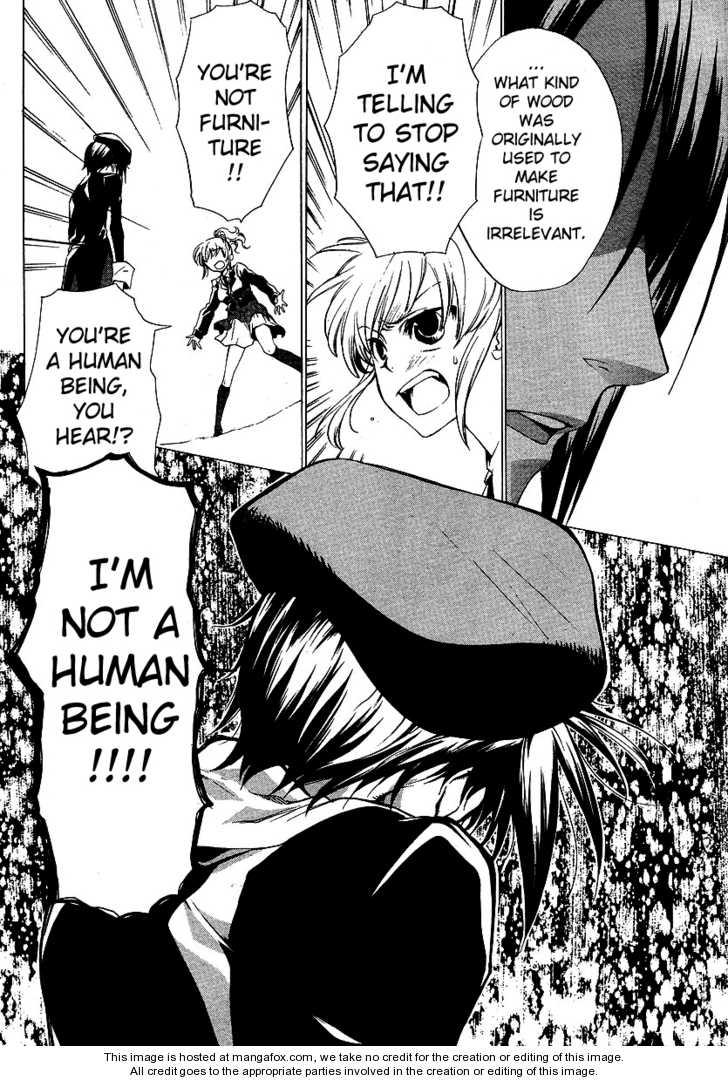 ...
WHAT KIND
OF WOOD
WAS
ORIGINALLY
USED TO
MAKE
FURNITURE
IS
IRRELEVANT.
I'M
TELLING
TO STOP
SAYING
THAT!!
YOU'RE
NOT
FURNI-
TURE
!!
YOU'RE
A HUMAN
BEING,
YOU
HEAR!?
I'M
NOT A
HUMAN
BEING
!!!!
This image is hosted at mangafox.com, we take no credit for the creation or editing of this image.
All credit goes to the appropriate parties involved in the creation or editing of this image.